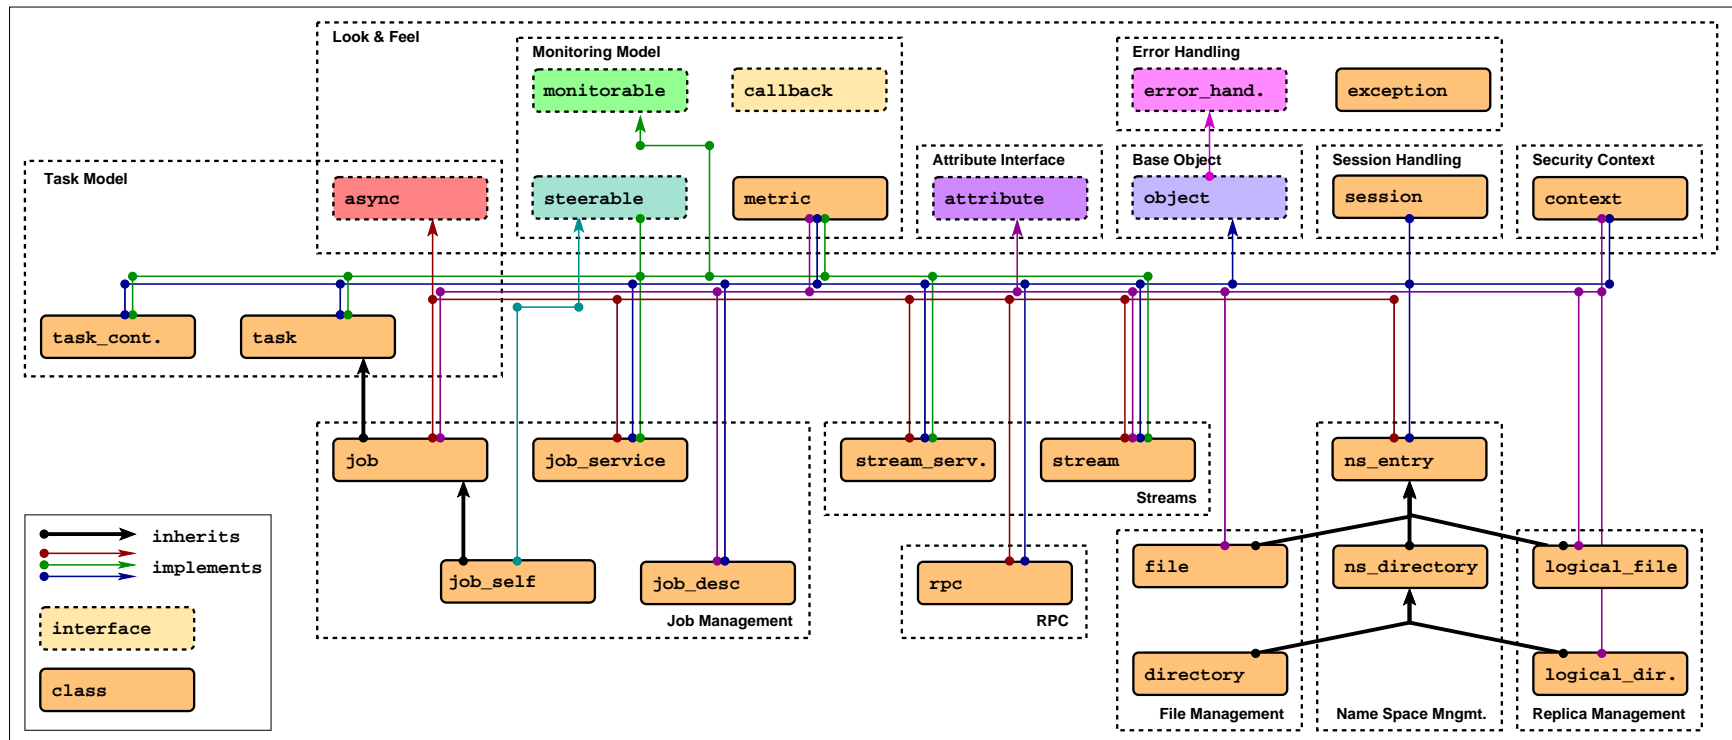 Look & Feel
Monitoring Model
Error Handling
monitorable
callback
error_hand.
exception
Task Model
Attribute Interface
Base Object
Session Handling
Security Context
async
steerable
metric
attribute
object
session
context
task_cont.
task
job
job_service
stream_serv.
stream
ns_entry
Streams
inherits
implements
job_self
job_desc
rpc
file
ns_directory
logical_file
Job Management
RPC
interface
class
directory
logical_dir.
File Management
Name Space Mngmt.
Replica Management